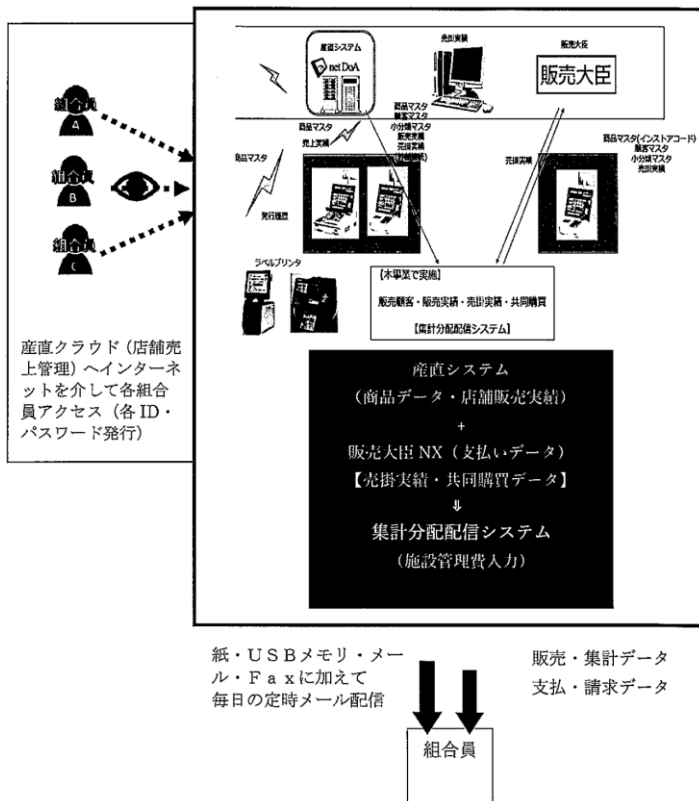 産直システム
net DoA
売掛実績
販売大臣
販売大臣
組合員
A
組合員
B
組合員
C
商品マスタ
売上実績
商品マスタ
顧客マスタ
小分類マスタ
販売実績
売掛実績
商品マスタ
発行履歴
売掛実績
商品マスタ(インストアコード)
顧客マスタ
小分類マスタ
売掛実績
ラベルプリンタ
【本事業で実施】
販売顧客・販売実績・売掛実績・共同購買
【集計分配配信システム】
産直クラウド(店舗売
上管理)へインターネ
ットを介して各組合
員アクセス(各ID・
パスワード発行)
産直システム
(商品データ・店舗販売実績)
+
販売大臣 NX(支払いデータ)
【売掛実績・共同購買データ】
⇓
集計分配配信システム
(施設管理費入力)
紙・USBメモリ・メー
ル・Faxに加えて
毎日の定時メール配信
販売・集計データ
支払・請求データ
組合員